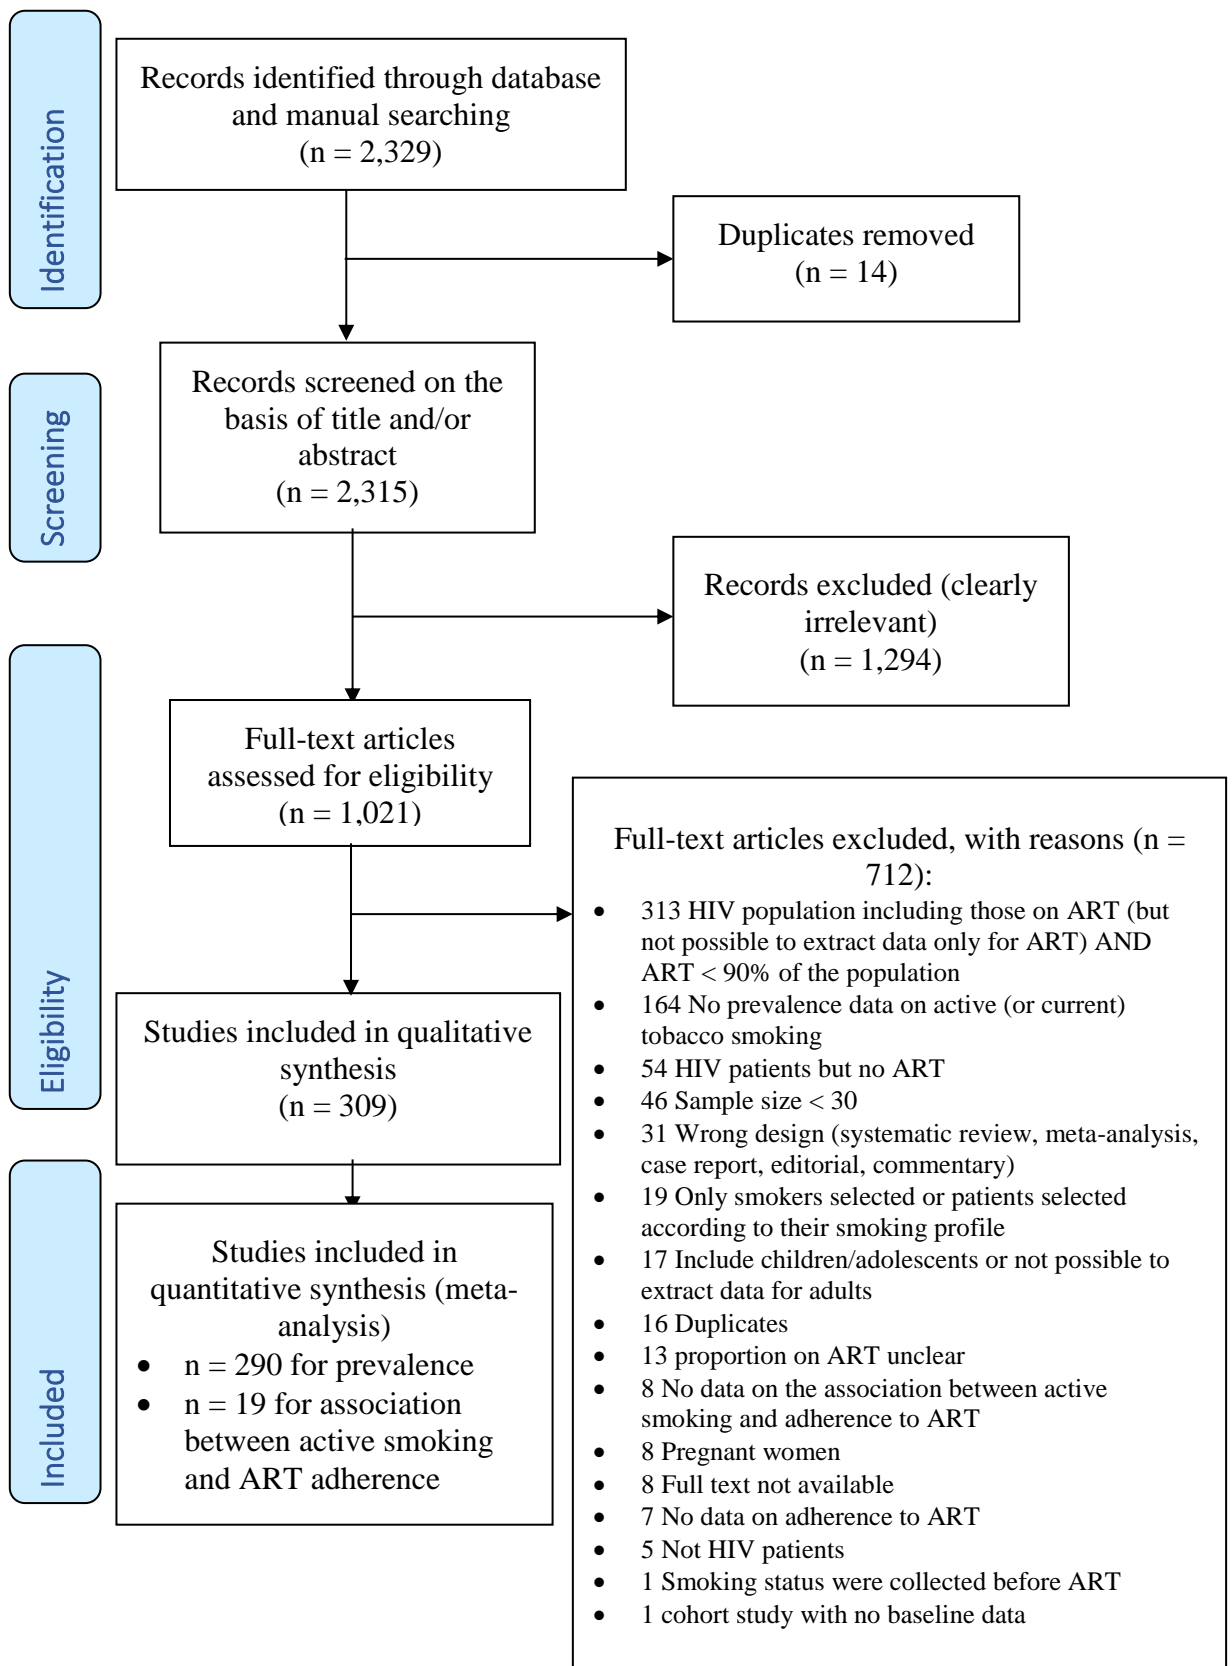 Identification
Records identified through database
and manual searching
(n = 2,329)
Duplicates removed
(n = 14)
Screening
Records screened on the
basis of title and/or
abstract
(n = 2,315)
Records excluded (clearly
irrelevant)
(n = 1,294)
Eligibility
Full-text articles
assessed for eligibility
(n = 1,021)
Full-text articles excluded, with reasons (n =
712):
• 313 HIV population including those on ART (but
not possible to extract data only for ART) AND
ART < 90% of the population
• 164 No prevalence data on active (or current)
tobacco smoking
• 54 HIV patients but no ART
• 46 Sample size < 30
• 31 Wrong design (systematic review, meta-analysis,
case report, editorial, commentary)
• 19 Only smokers selected or patients selected
according to their smoking profile
• 17 Include children/adolescents or not possible to
extract data for adults
• 16 Duplicates
• 13 proportion on ART unclear
• 8 No data on the association between active
smoking and adherence to ART
• 8 Pregnant women
• 8 Full text not available
• 7 No data on adherence to ART
• 5 Not HIV patients
• 1 Smoking status were collected before ART
• 1 cohort study with no baseline data
Studies included in qualitative
synthesis
(n = 309)
Included
Studies included in
quantitative synthesis (meta-
analysis)
• n = 290 for prevalence
• n = 19 for association
between active smoking
and ART adherence